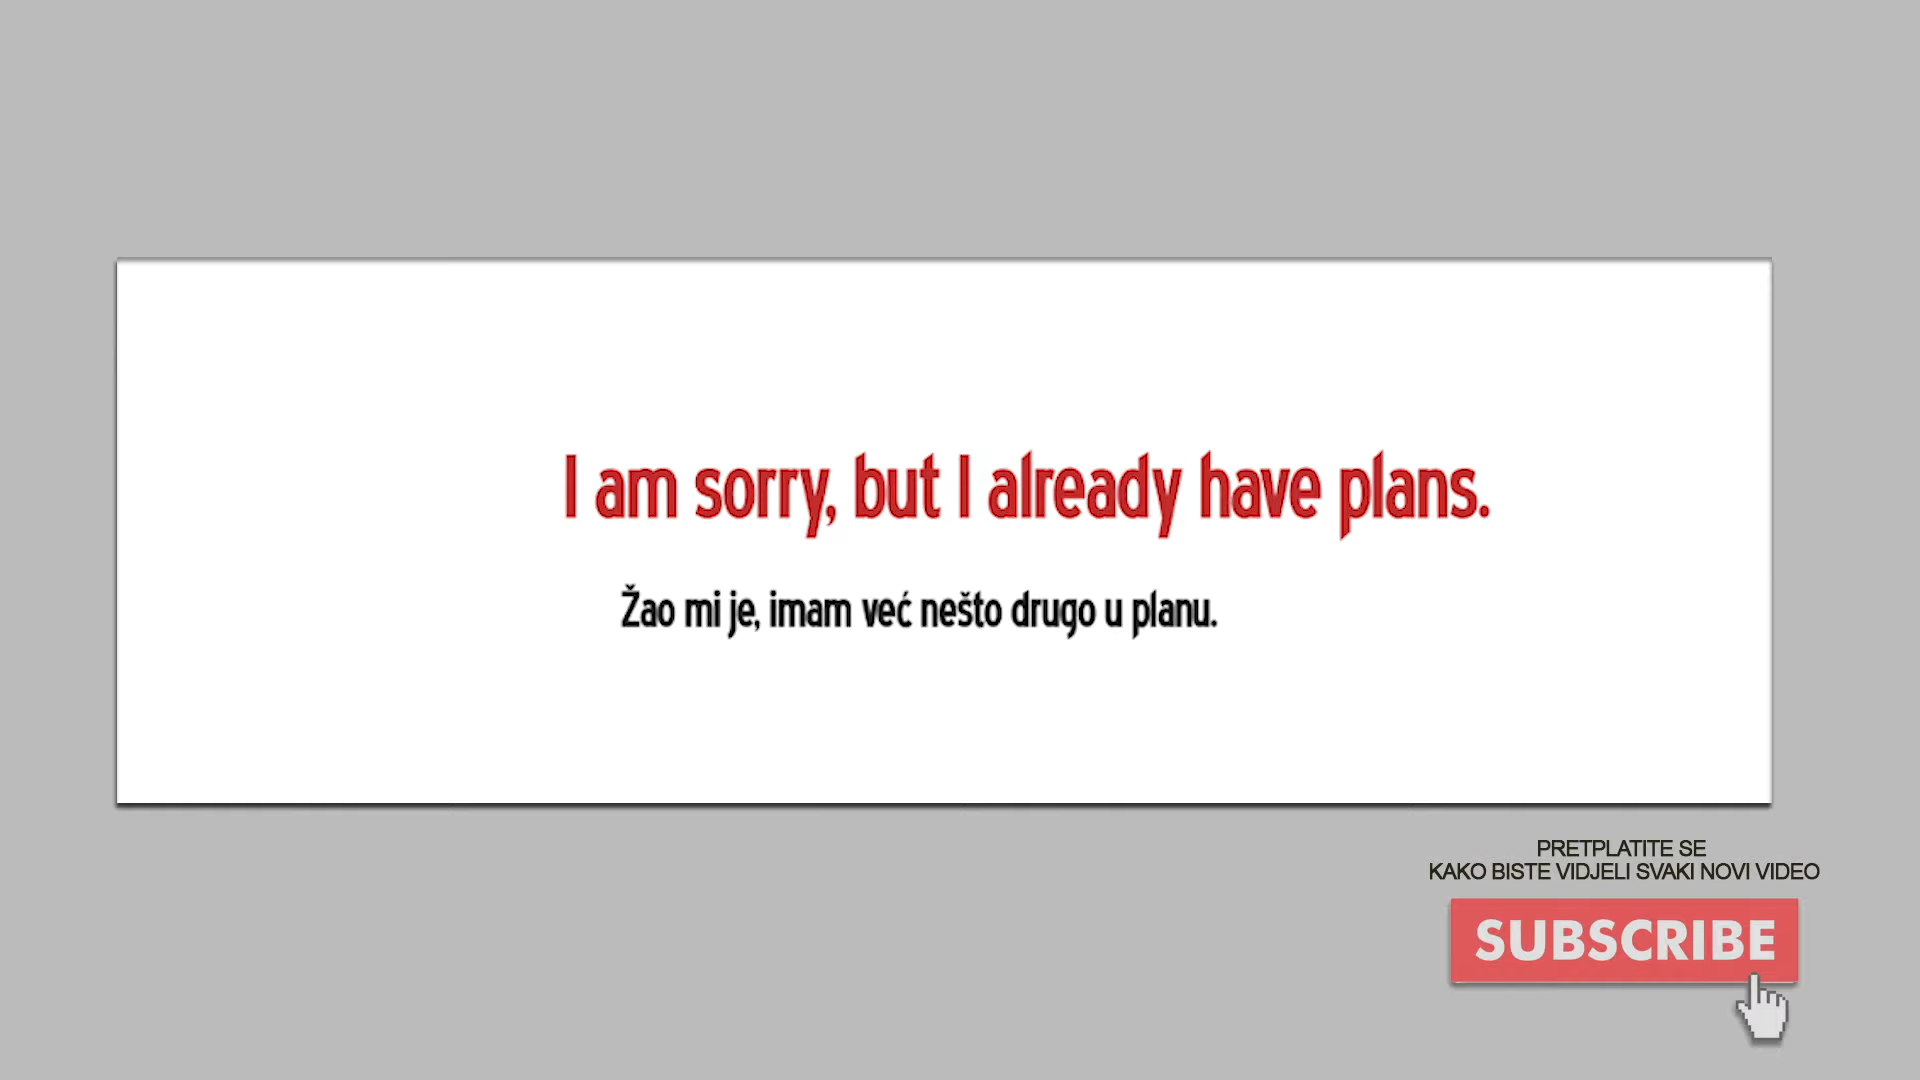 I am sorry, but I already have plans.
Žao mi je, imam već nešto drugo u planu.
PRETPLATITE SE
KAKO BISTE VIDJELI SVAKI NOVI VIDEO
SUBSCRIBE